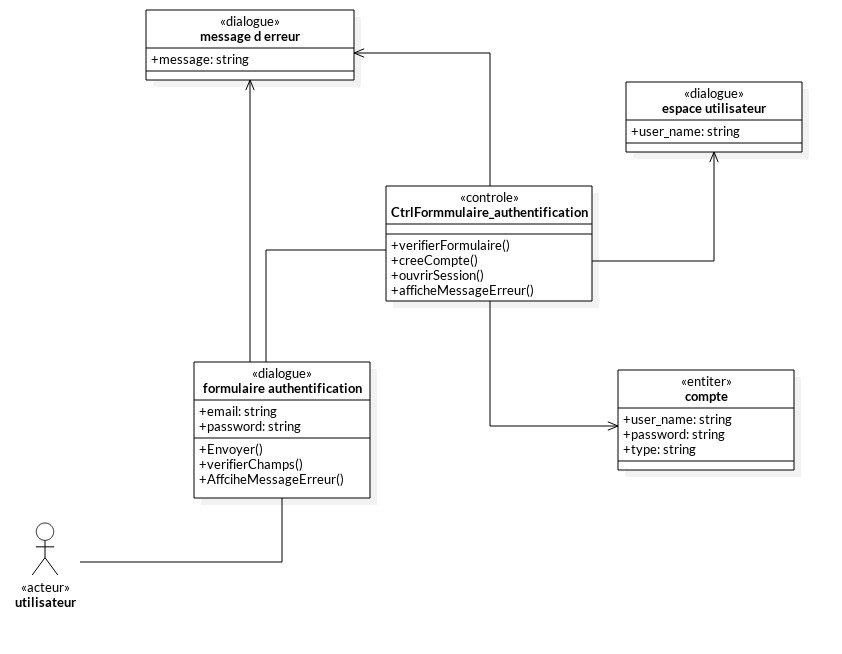 «dialogue»
message d erreur
+message: string
«dialogue»
espace utilisateur
+user_name: string
«controle»
CtrlFormmulaire_authentification
+verifierFormulaire()
+creeCompte()
+ouvrirSession()
+afficheMessageErreur()
«dialogue»
formulaire authentification
+email: string
+password: string
+Envoyer()
+verifierChamps()
+AffciheMessageErreur()
«entiter»
compte
+user_name: string
+password: string
+type: string
«acteur»
utilisateur